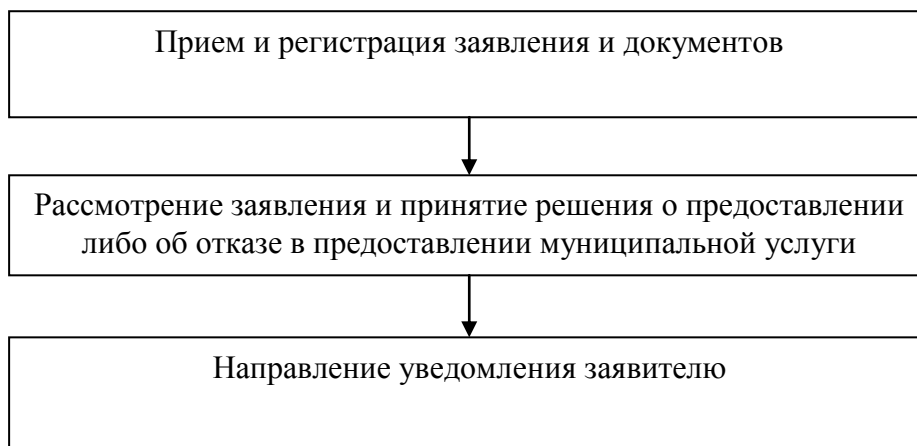 Прием и регистрация заявления и документов
Рассмотрение заявления и принятие решения о предоставлении
либо об отказе в предоставлении муниципальной услуги
Направление уведомления заявителю